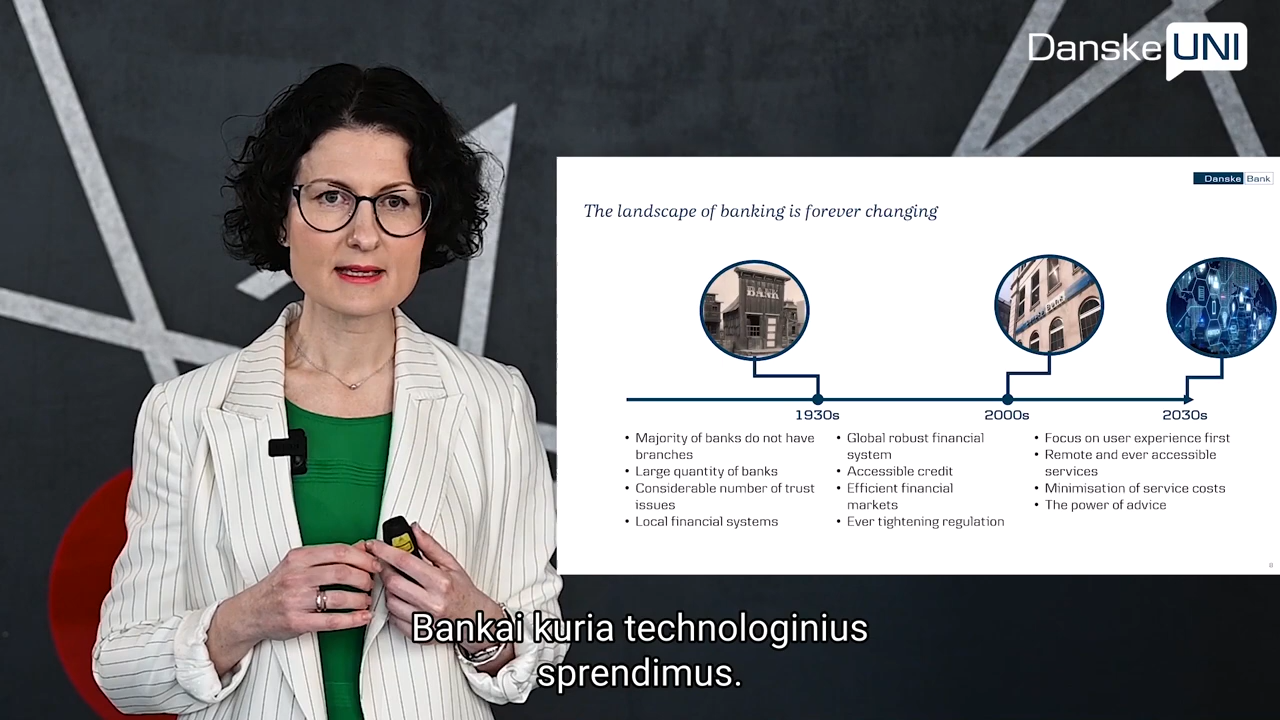 Danske UNI
Danske Bank
The landscape of banking is forever changing
BANK
1930s
2000s
2030s
• Majority of banks do not have
branches
• Large quantity of banks
• Considerable number of trust
issues
• Local financial systems
• Global robust financial
system
• Accessible credit
• Efficient financial
markets
• Ever tightening regulation
• Focus on user experience first
• Remote and ever accessible
services
• Minimisation of service costs
• The power of advice
8
Bankai kuria technologinius
sprendimus.